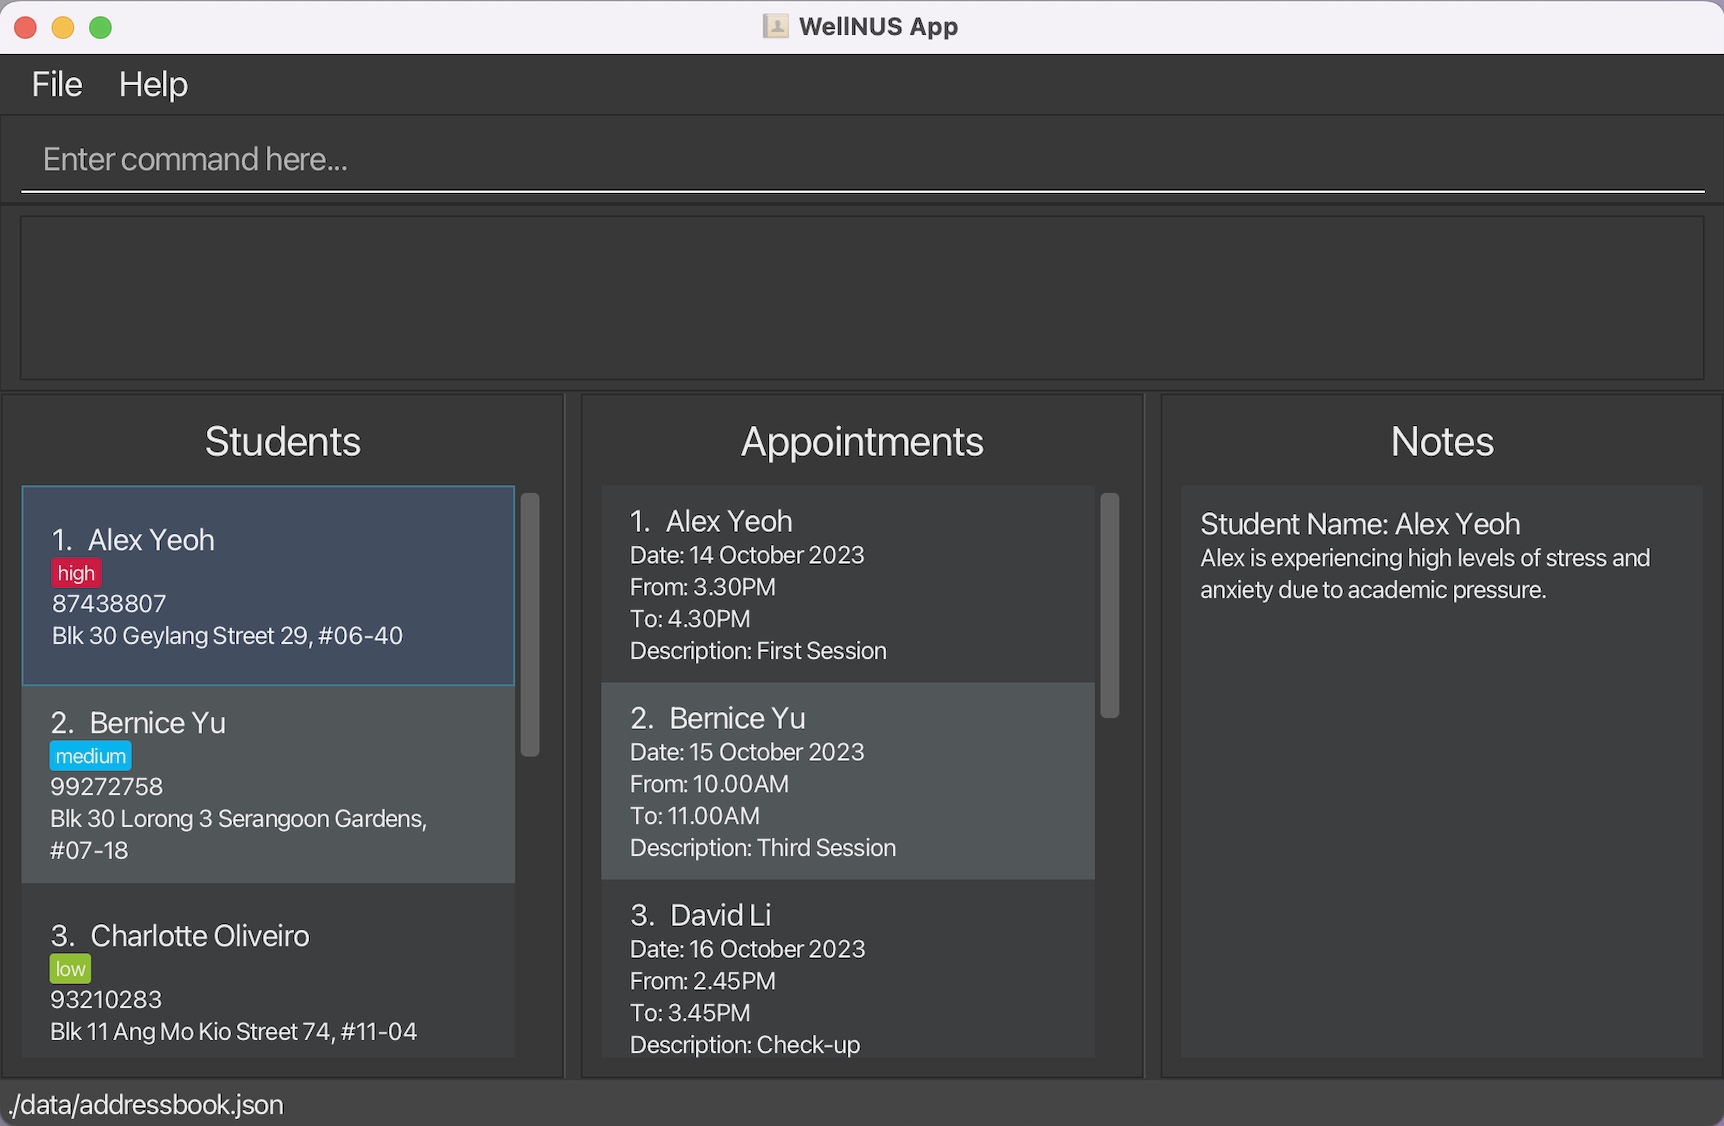 WellNUS App
File Help
Enter command here...
Students
1. Alex Yeoh
high
87438807
Blk 30 Geylang Street 29, #06-40
2. Bernice Yu
medium
99272758
Blk 30 Lorong 3 Serangoon Gardens,
#07-18
3. Charlotte Oliveiro
low
93210283
Blk 11 Ang Mo Kio Street 74, #11-04
Appointments
1. Alex Yeoh
Date: 14 October 2023
From: 3.30PM
To: 4.30PM
Description: First Session
2. Bernice Yu
Date: 15 October 2023
From: 10.00AM
To: 11.00AM
Description: Third Session
3. David Li
Date: 16 October 2023
From: 2.45PM
To: 3.45PM
Description: Check-up
Notes
Student Name: Alex Yeoh
Alex is experiencing high levels of stress and
anxiety due to academic pressure.
./data/addressbook.json